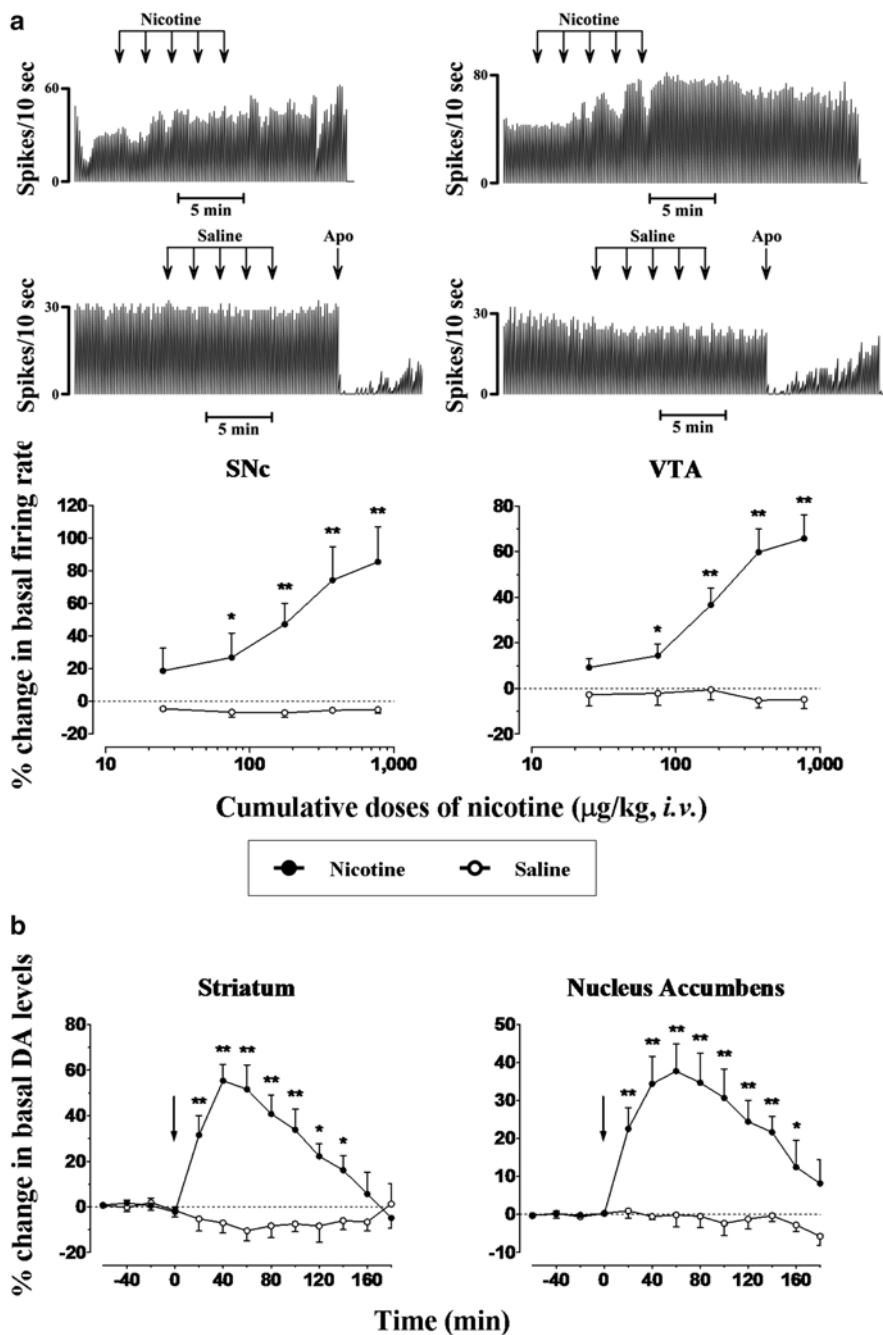 a
Nicotine
Nicotine
Spikes/10 sec
60
0
5 min
Spikes/10 sec
80
0
5 min
Saline
Apo
Saline
Apo
Spikes/10 sec
30
0
5 min
Spikes/10 sec
30
0
5 min
SNc
VTA
% change in basal firing rate
120
100
80
60
40
20
0
-20
* ** ** **
10 100 1,000
80
60
40
20
0
-20
* ** ** **
10 100 1,000
Cumulative doses of nicotine (μg/kg, i.v.)
Nicotine Saline
b
Striatum
Nucleus Accumbens
% change in basal DA levels
80
60
40
20
0
-20
** ** ** ** ** * *
-40 0 40 80 120 160
50
40
30
20
10
0
-10
** ** ** ** ** ** ** *
-40 0 40 80 120 160
Time (min)